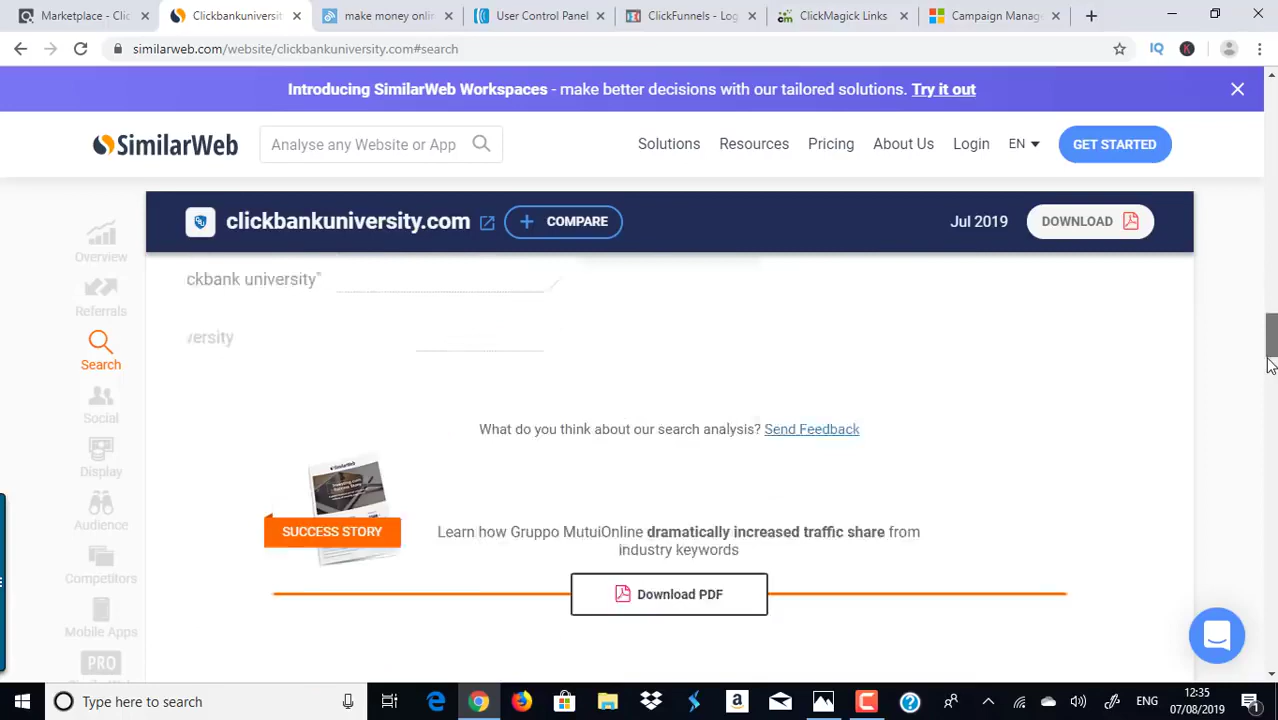 Marketplace - Clic
Clickbankuniversit
make money onlin
User Control Panel
ClickFunnels - Log
ClickMagick Links
Campaign Manag
similarweb.com/website/clickbankuniversity.com#search
IQ
K
Introducing SimilarWeb Workspaces - make better decisions with our tailored solutions. Try it out
SimilarWeb
Analyse any Website or App
Solutions
Resources
Pricing
About Us
Login
EN
GET STARTED
clickbankuniversity.com
+ COMPARE
Jul 2019
DOWNLOAD
Overview
Referrals
Search
Social
Display
Audience
Competitors
Mobile Apps
PRO
ckbank university"
versity
What do you think about our search analysis? Send Feedback
SimilarWeb
SUCCESS STORY
Learn how Gruppo MutuiOnline dramatically increased traffic share from
industry keywords
Download PDF
Type here to search
ENG
12:35
07/08/2019
1